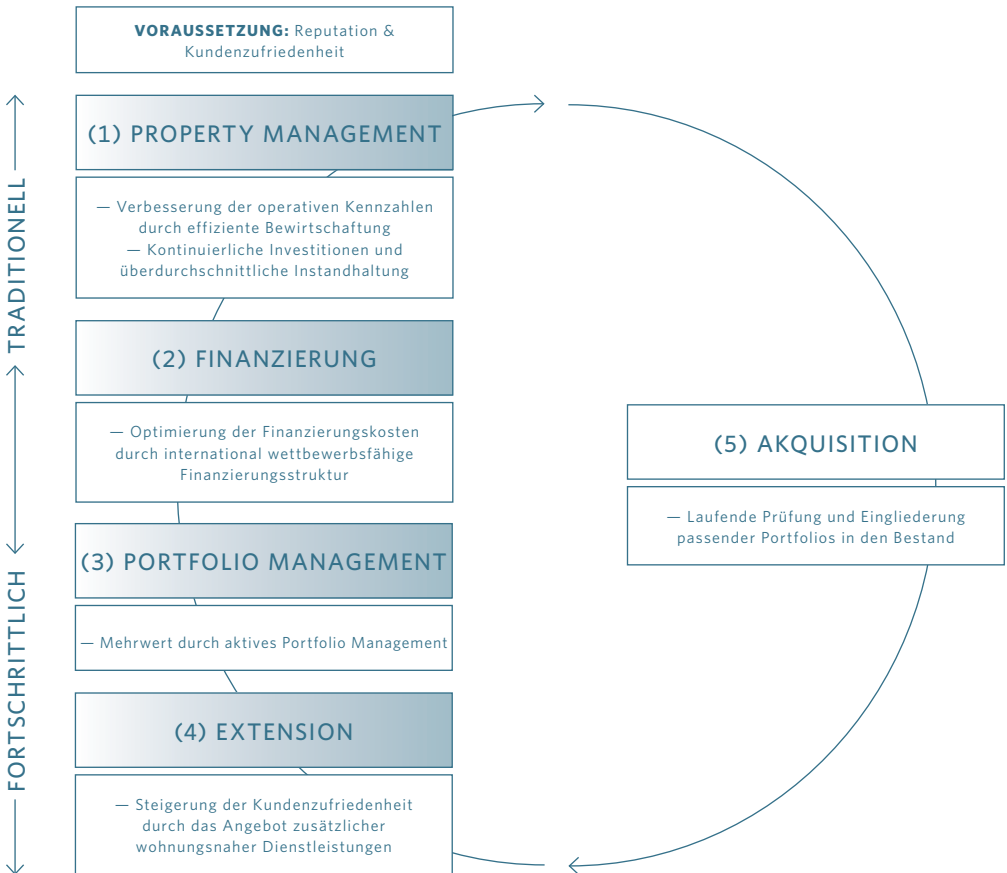 VORAUSSETZUNG: Reputation &
Kundenzufriedenheit
TRADITIONELL
FORTSCHRITTLICH
(1) PROPERTY MANAGEMENT
— Verbesserung der operativen Kennzahlen
durch effiziente Bewirtschaftung
— Kontinuierliche Investitionen und
überdurchschnittliche Instandhaltung
(2) FINANZIERUNG
— Optimierung der Finanzierungskosten
durch international wettbewerbsfähige
Finanzierungsstruktur
(3) PORTFOLIO MANAGEMENT
— Mehrwert durch aktives Portfolio Management
(4) EXTENSION
— Steigerung der Kundenzufriedenheit
durch das Angebot zusätzlicher
wohnungsnaher Dienstleistungen
(5) AKQUISITION
— Laufende Prüfung und Eingliederung
passender Portfolios in den Bestand